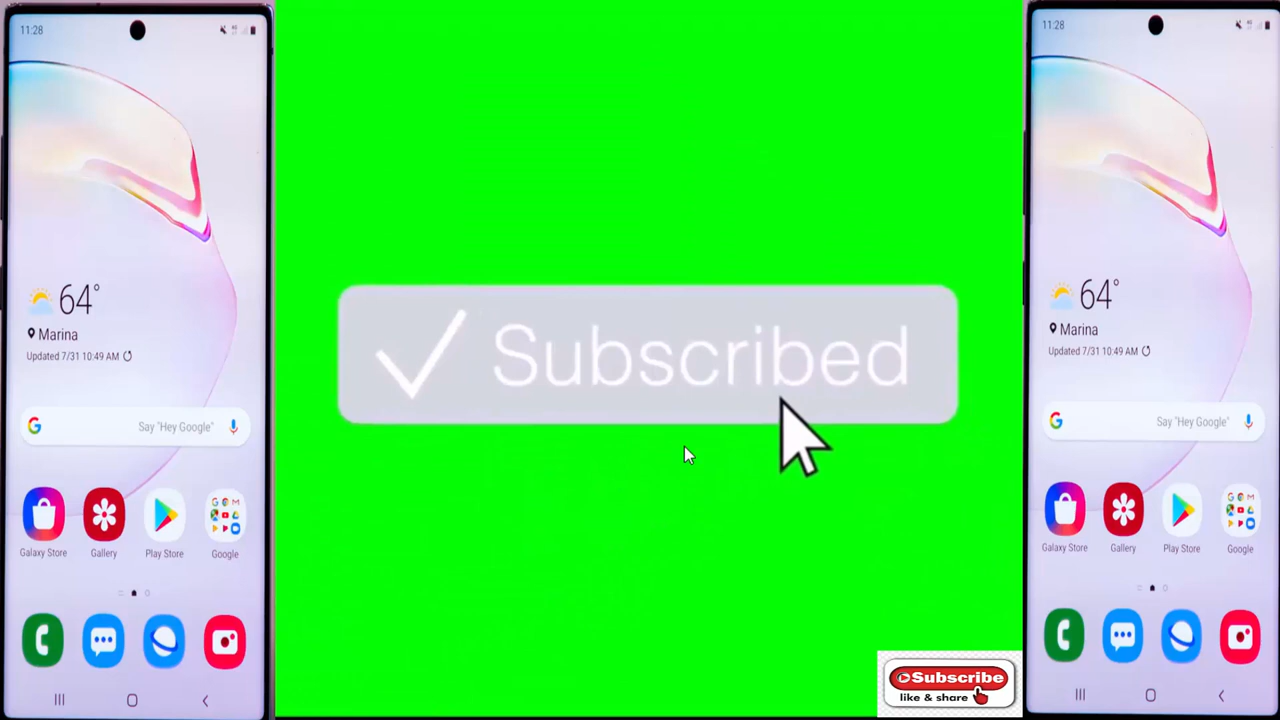 11:28
64°
Marina
Updated 7/31 10:49 AM
Say "Hey Google"
Galaxy Store
Gallery
Play Store
Google
Subscribed
Subscribe
like & share
11:28
64°
Marina
Updated 7/31 10:49 AM
Say "Hey Google"
Galaxy Store
Gallery
Play Store
Google